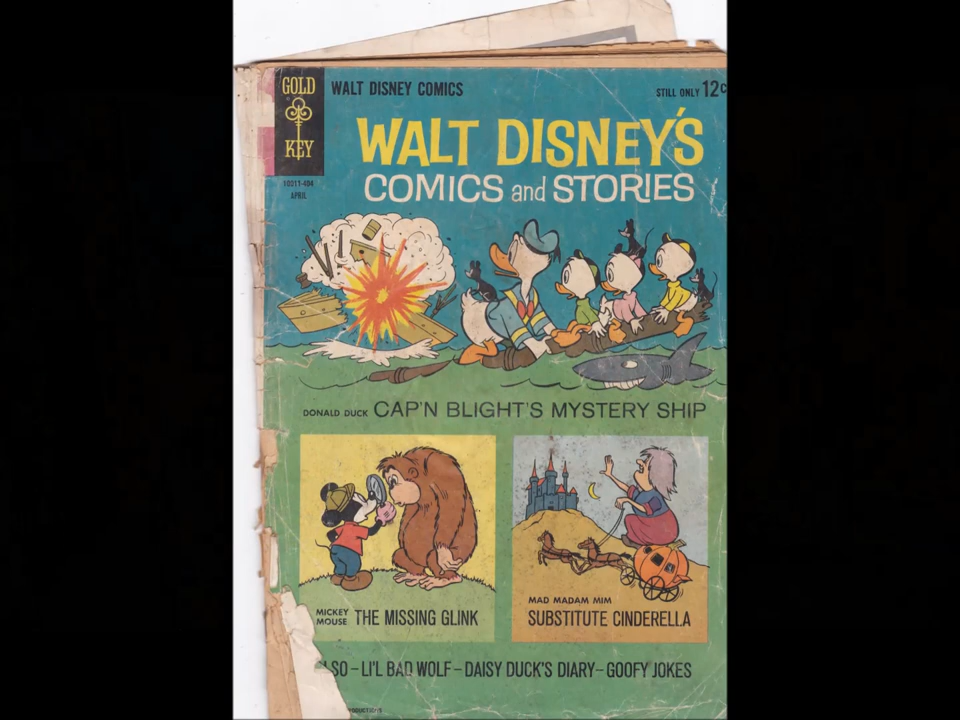 GOLD
KEY
WALT DISNEY COMICS
STILL ONLY 12¢
10211-404
APRIL
WALT DISNEY'S
COMICS and STORIES
DONALD DUCK CAP'N BLIGHT'S MYSTERY SHIP
MICKEY
MOUSE THE MISSING GLINK
MAD MADAM MIM
SUBSTITUTE CINDERELLA
LSO – LI'L BAD WOLF – DAISY DUCK'S DIARY – GOOFY JOKES